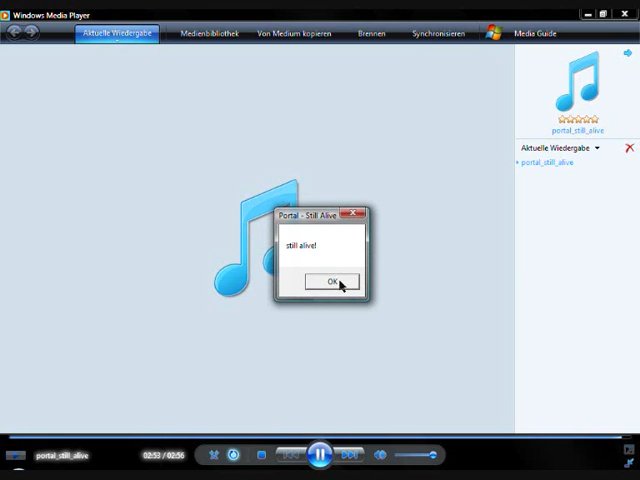 Windows Media Player
Aktuelle Wiedergabe Medienbibliothek Von Medium kopieren Brennen Synchronisieren Media Guide
portal_still_alive
Aktuelle Wiedergabe
portal_still_alive
Portal - Still Alive
still alive!
OK
portal_still_alive 02:53 / 02:56